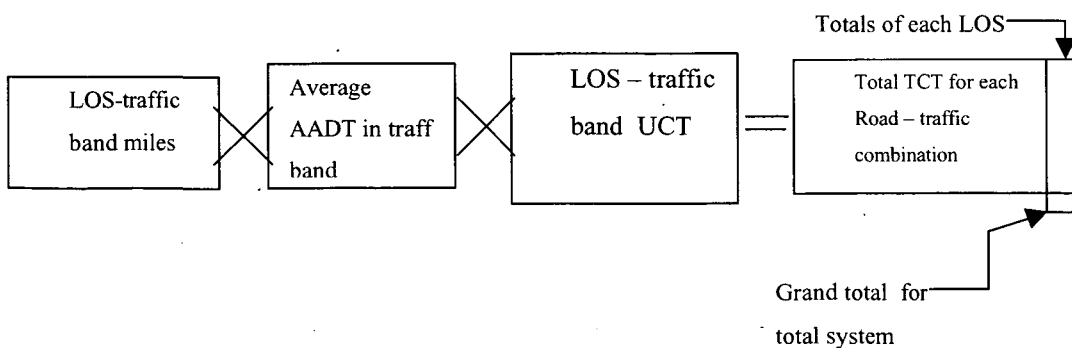 Totals of each LOS
LOS-traffic
band miles
Average
AADT in traff
band
LOS – traffic
band UCT
Total TCT for each
Road – traffic
combination
Grand total for
total system